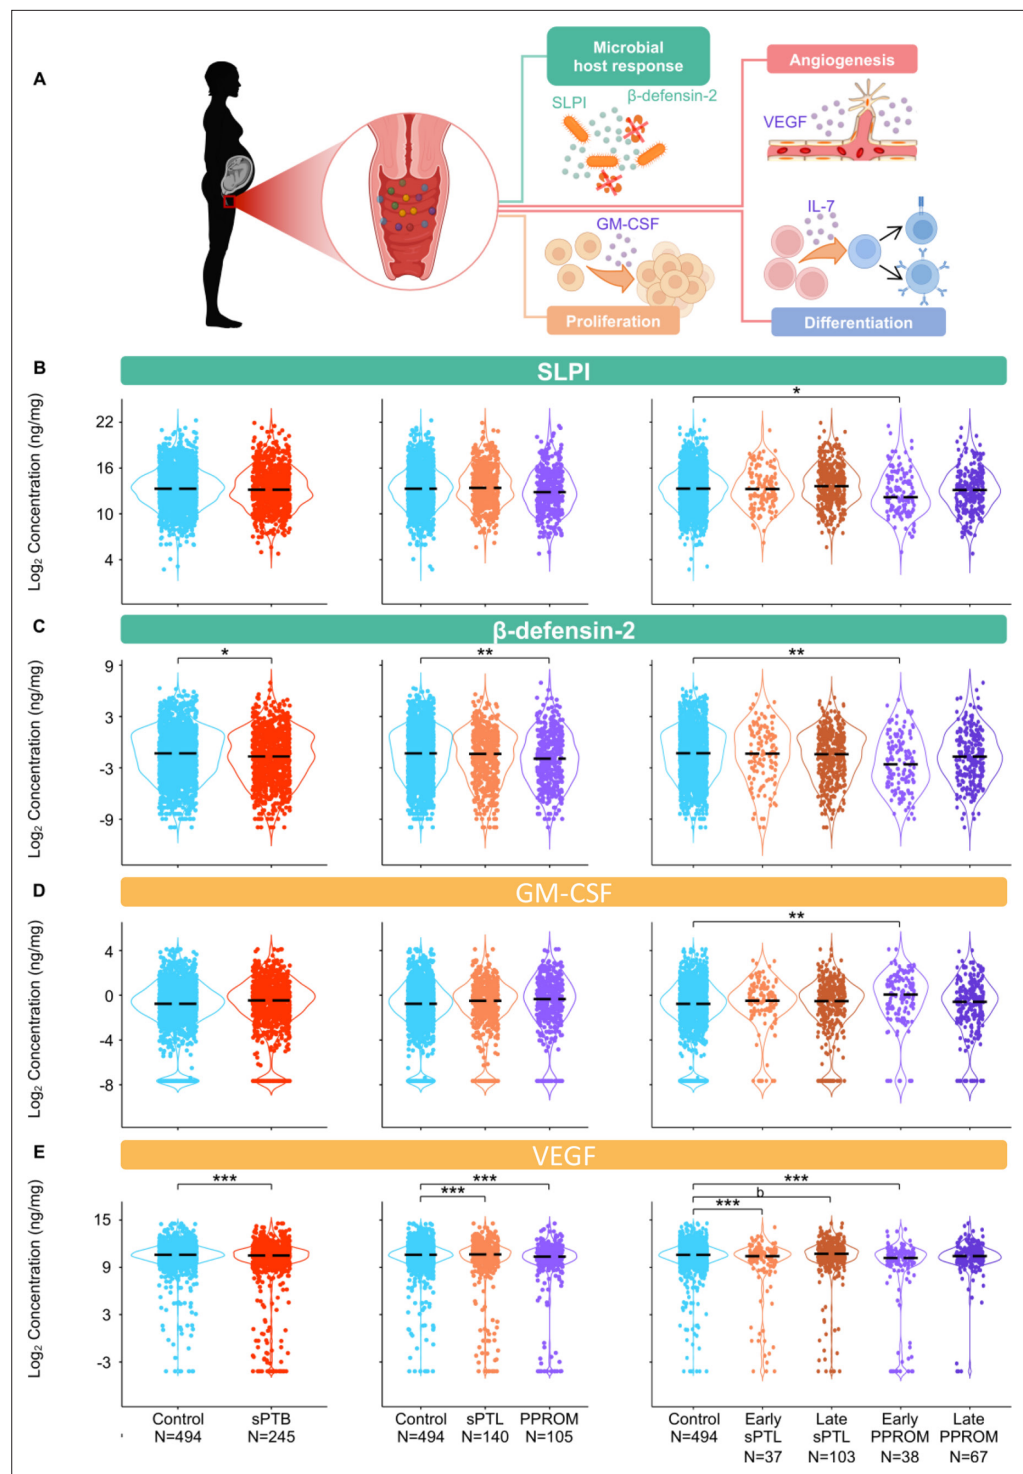 A
Microbial
host response
SLPI
β-defensin-2
Angiogenesis
VEGF
GM-CSF
Proliferation
IL-7
Differentiation
B
SLPI
Log₂ Concentration (ng/mg)
22
16
10
4
*
C
β-defensin-2
Log₂ Concentration (ng/mg)
9
3
-3
-9
*
**
**
D
GM-CSF
Log₂ Concentration (ng/mg)
4
0
-4
-8
**
E
VEGF
Log₂ Concentration (ng/mg)
15
9
3
-3
***
***
***
***
b
***
Control
N=494
sPTB
N=245
Control
N=494
sPTL
N=140
PPROM
N=105
Control
N=494
Early
sPTL
N=37
Late
sPTL
N=103
Early
PPROM
N=38
Late
PPROM
N=67